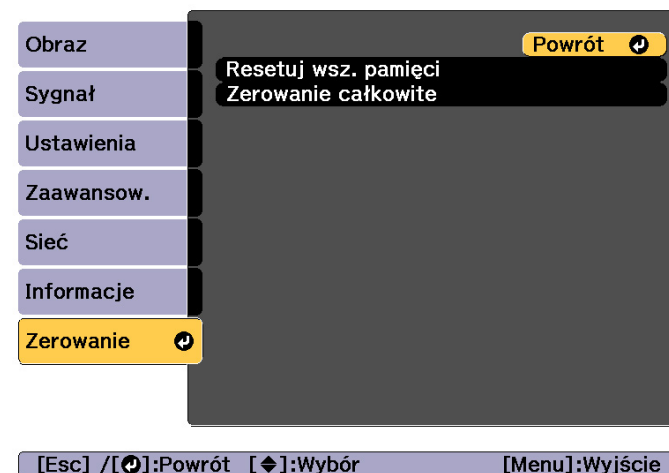 Obraz
Sygnał
Ustawienia
Zaawansow.
Sieć
Informacje
Zerowanie
Powrót
Resetuj wsz. pamięci
Zerowanie całkowite
[Esc] /[⏎]:Powrót [◆]:Wybór [Menu]:Wyjście